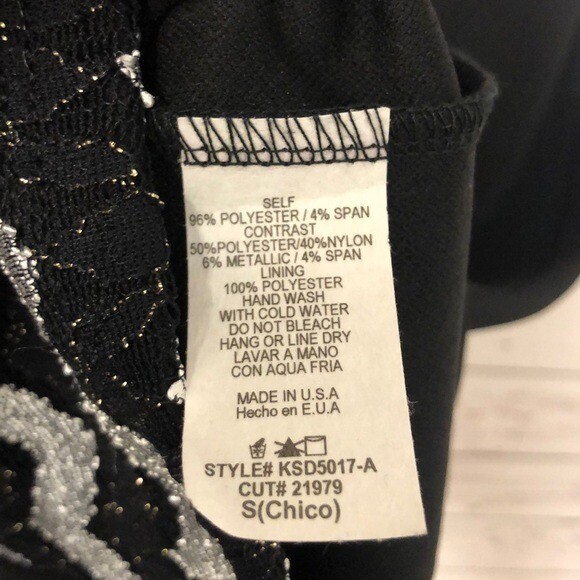 SELF
96% POLYESTER / 4% SPAN
CONTRAST
50%POLYESTER/40%NYLON
6% METALLIC / 4% SPAN
LINING
100% POLYESTER
HAND WASH
WITH COLD WATER
DO NOT BLEACH
HANG OR LINE DRY
LAVAR A MANO
CON AQUA FRIA
MADE IN U.S.A
Hecho en E.U.A
STYLE# KSD5017-A
CUT# 21979
S(Chico)